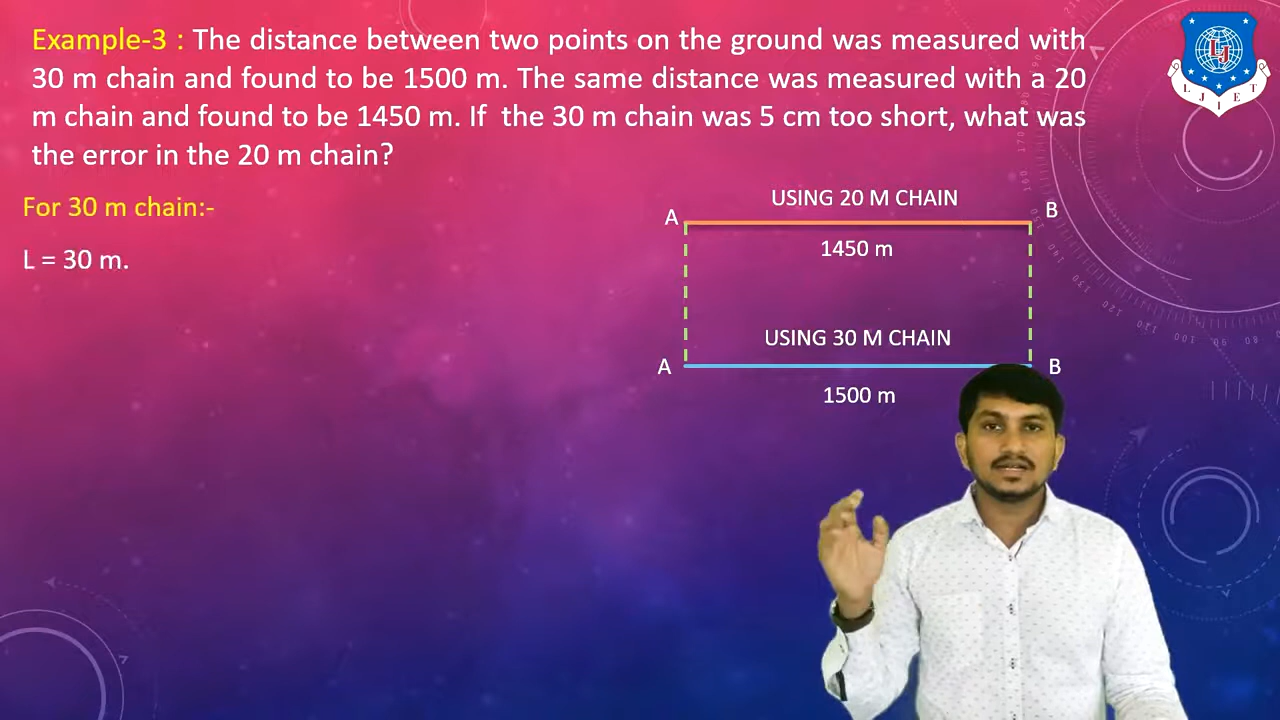 Example-3 : The distance between two points on the ground was measured with
30 m chain and found to be 1500 m. The same distance was measured with a 20
m chain and found to be 1450 m. If the 30 m chain was 5 cm too short, what was
the error in the 20 m chain?
For 30 m chain:-
L = 30 m.
USING 20 M CHAIN
A
B
1450 m
USING 30 M CHAIN
A
B
1500 m
LJ
L J I E T